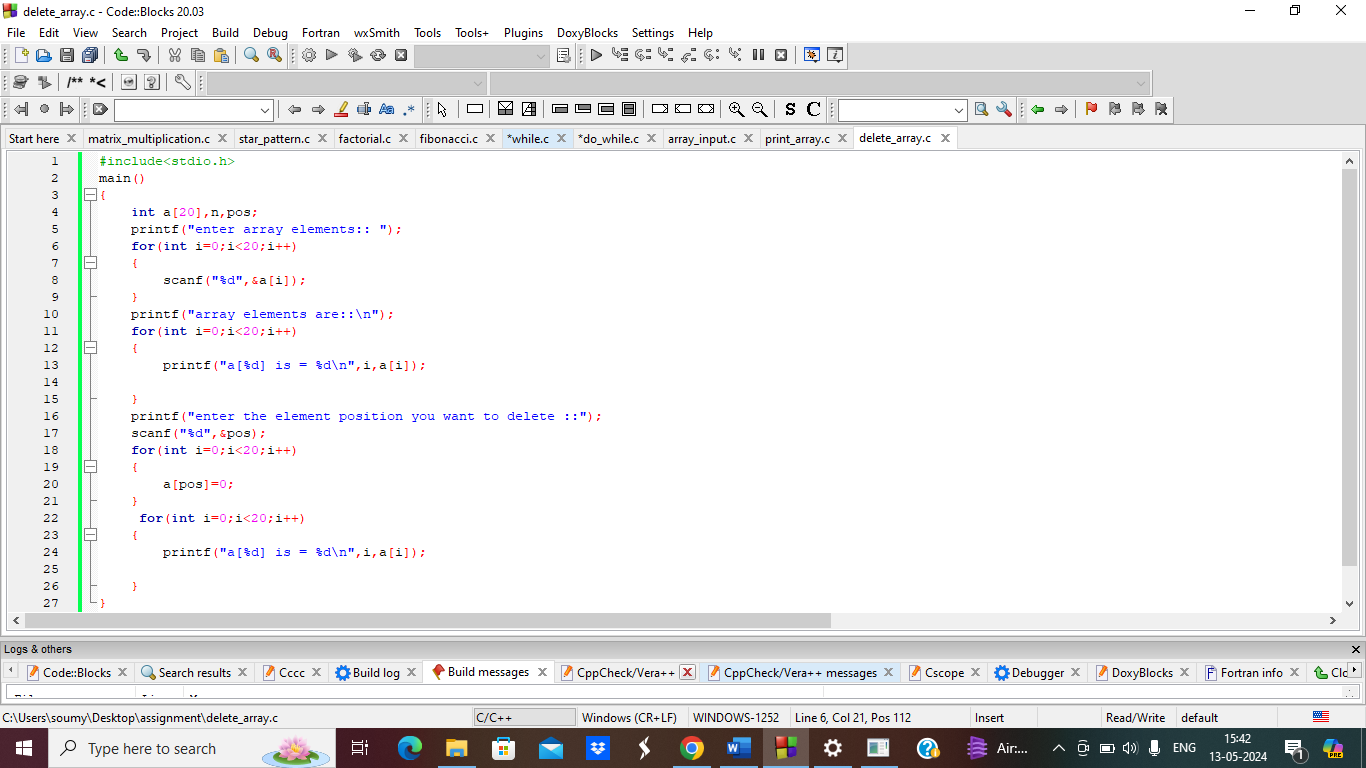 delete_array.c - Code::Blocks 20.03
File Edit View Search Project Build Debug Fortran wxSmith Tools Tools+ Plugins DoxyBlocks Settings Help
/** *<
Aa .*
S C
Start here matrix_multiplication.c star_pattern.c factorial.c fibonacci.c *while.c *do_while.c array_input.c print_array.c delete_array.c
1 #include<stdio.h>
2 main()
3 {
4 int a[20],n,pos;
5 printf("enter array elements:: ");
6 for(int i=0;i<20;i++)
7 {
8 scanf("%d",&a[i]);
9 }
10 printf("array elements are::\n");
11 for(int i=0;i<20;i++)
12 {
13 printf("a[%d] is = %d\n",i,a[i]);
14
15 }
16 printf("enter the element position you want to delete ::");
17 scanf("%d",&pos);
18 for(int i=0;i<20;i++)
19 {
20 a[pos]=0;
21 }
22 for(int i=0;i<20;i++)
23 {
24 printf("a[%d] is = %d\n",i,a[i]);
25
26 }
27 }
Logs & others
Code::Blocks Search results Cccc Build log Build messages CppCheck/Vera++ CppCheck/Vera++ messages Cscope Debugger DoxyBlocks Fortran info Clo
C:\Users\soumy\Desktop\assignment\delete_array.c C/C++ Windows (CR+LF) WINDOWS-1252 Line 6, Col 21, Pos 112 Insert Read/Write default
Type here to search Air:... ENG 15:42
13-05-2024 1 PRE